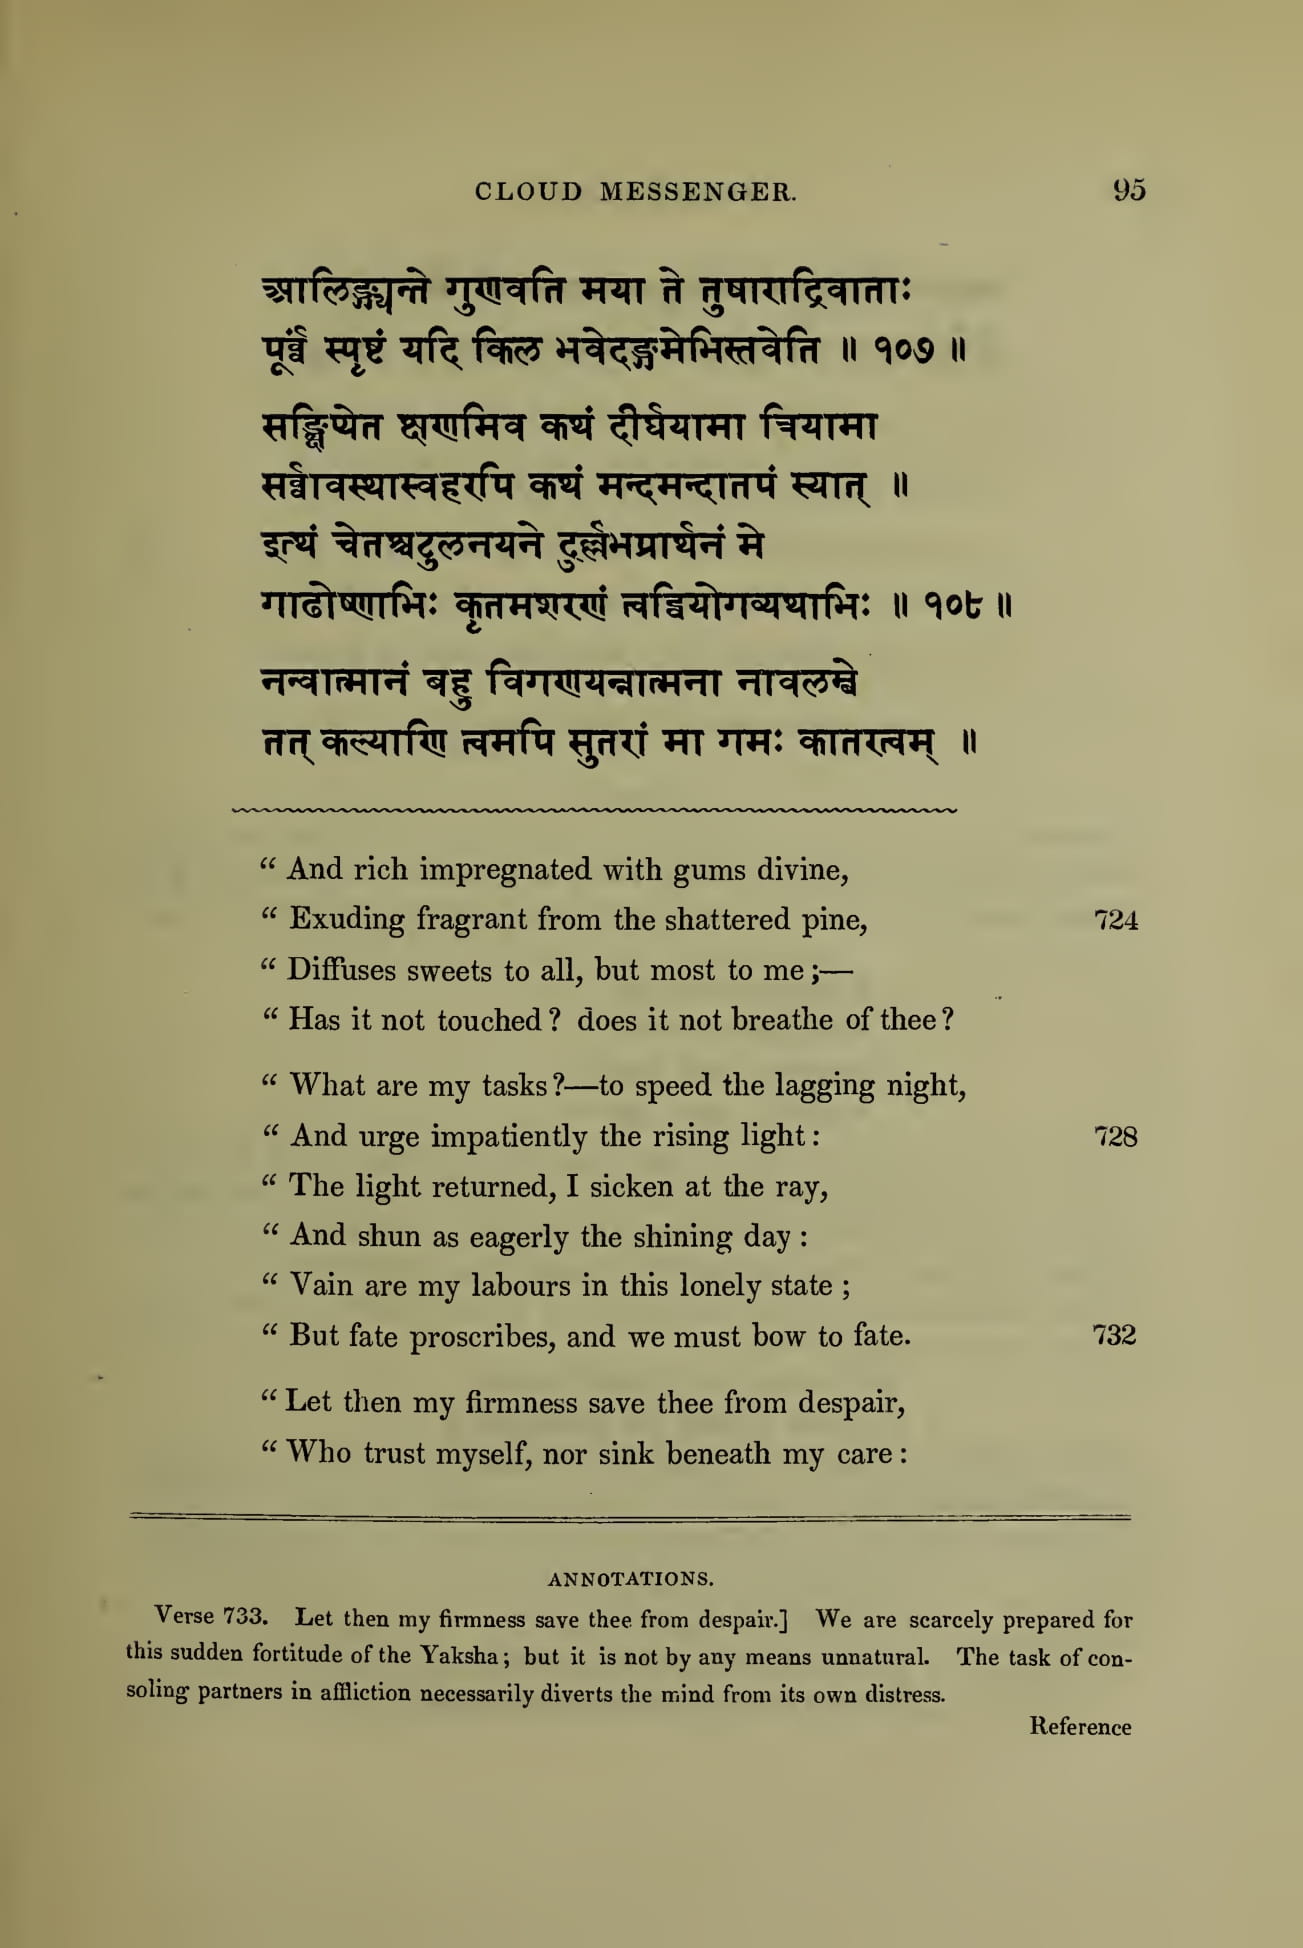 CLOUD MESSENGER. 95
आलिङ्ग्यन्ते गुणवति मया ते तुषाराद्रिवाताः
पूर्व्वं स्पृष्टं यदि किल भवेदङ्गमेभिस्तवेति ॥ १०७ ॥
सङ्क्षिप्येत क्षणमिव कथं दीर्घयामा त्रियामा
सर्व्वावस्थास्वहरपि कथं मन्दमन्दातपं स्यात् ॥
इत्थं चेतश्चटुलनयने दुर्ल्लभप्रार्थनं मे
गाढोष्णाभिः कृतमशरणं त्वद्वियोगव्यथाभिः ॥ १०८ ॥
नन्वात्मानं बहु विगणयन्नात्मना नावलम्बे
तत् कल्याणि त्वमपि सुतरां मा गमः कातरत्वम् ॥
“ And rich impregnated with gums divine,
“ Exuding fragrant from the shattered pine, 724
“ Diffuses sweets to all, but most to me ;—
“ Has it not touched ? does it not breathe of thee ?
“ What are my tasks ?—to speed the lagging night,
“ And urge impatiently the rising light : 728
“ The light returned, I sicken at the ray,
“ And shun as eagerly the shining day :
“ Vain are my labours in this lonely state ;
“ But fate proscribes, and we must bow to fate. 732
“ Let then my firmness save thee from despair,
“ Who trust myself, nor sink beneath my care :
ANNOTATIONS.
Verse 733. Let then my firmness save thee from despair.] We are scarcely prepared for
this sudden fortitude of the Yaksha ; but it is not by any means unnatural. The task of con-
soling partners in affliction necessarily diverts the mind from its own distress.
Reference